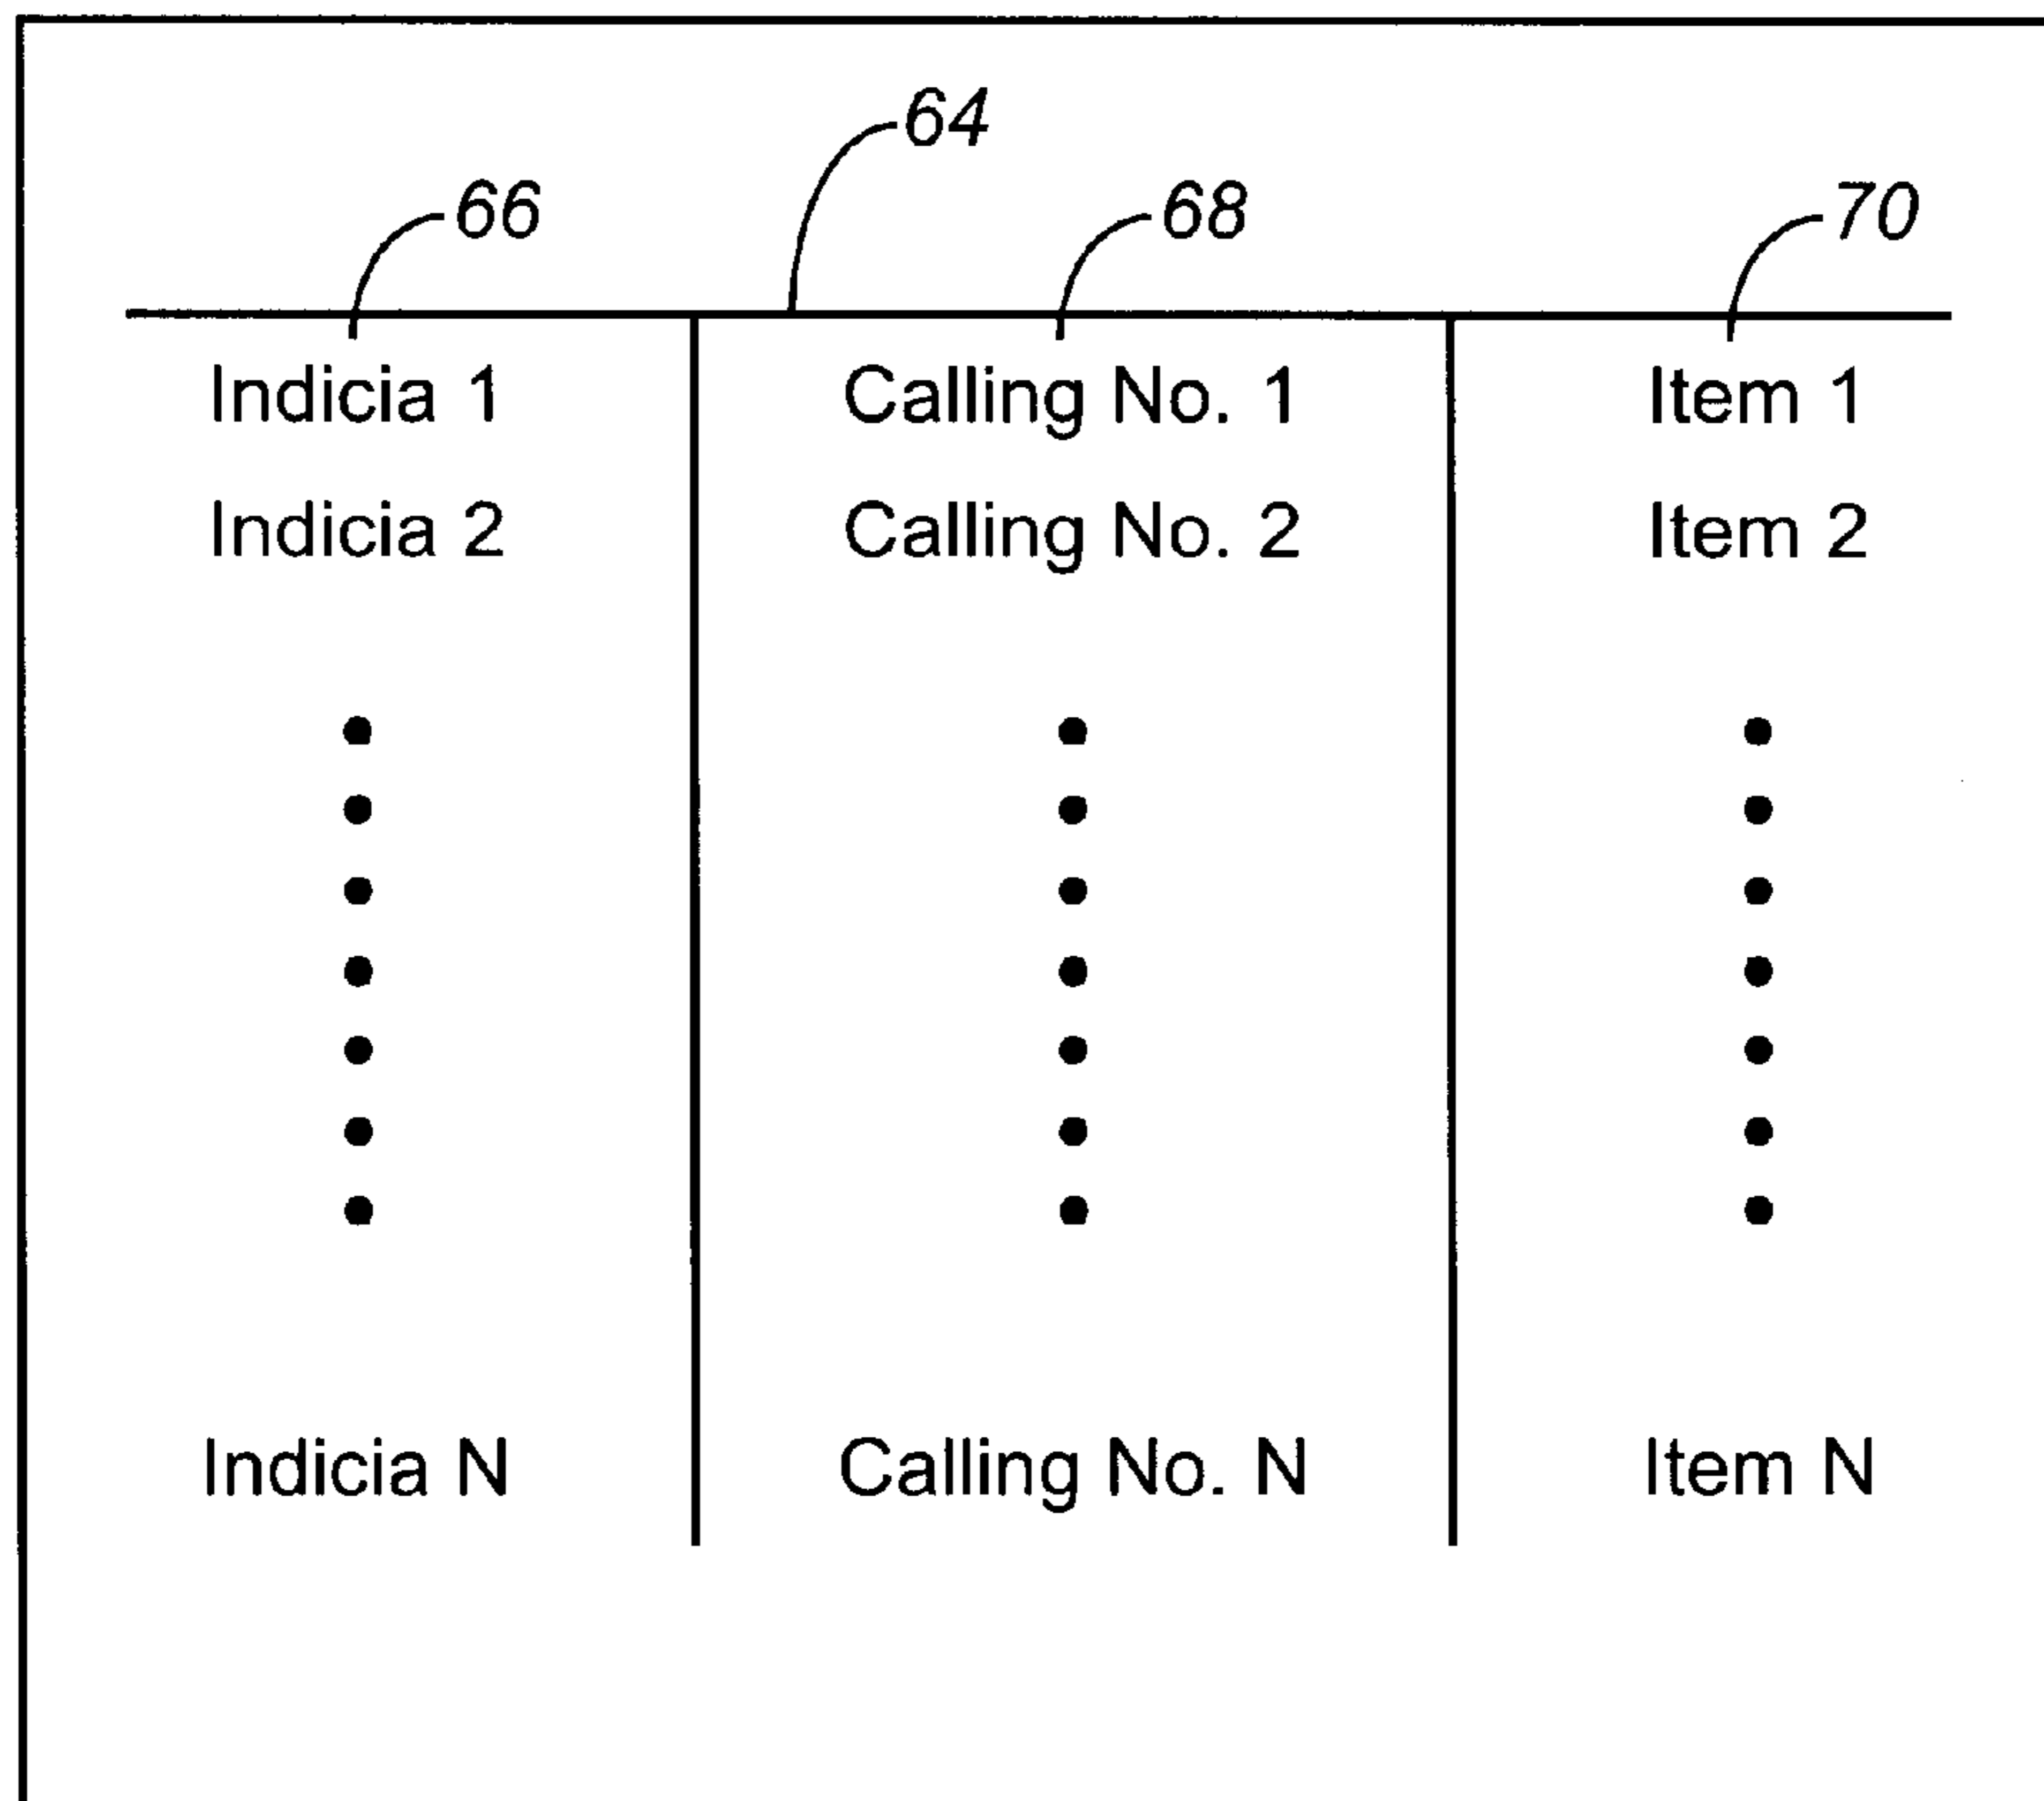 64
66 68 70
Indicia 1 Calling No. 1 Item 1
Indicia 2 Calling No. 2 Item 2
Indicia N Calling No. N Item N